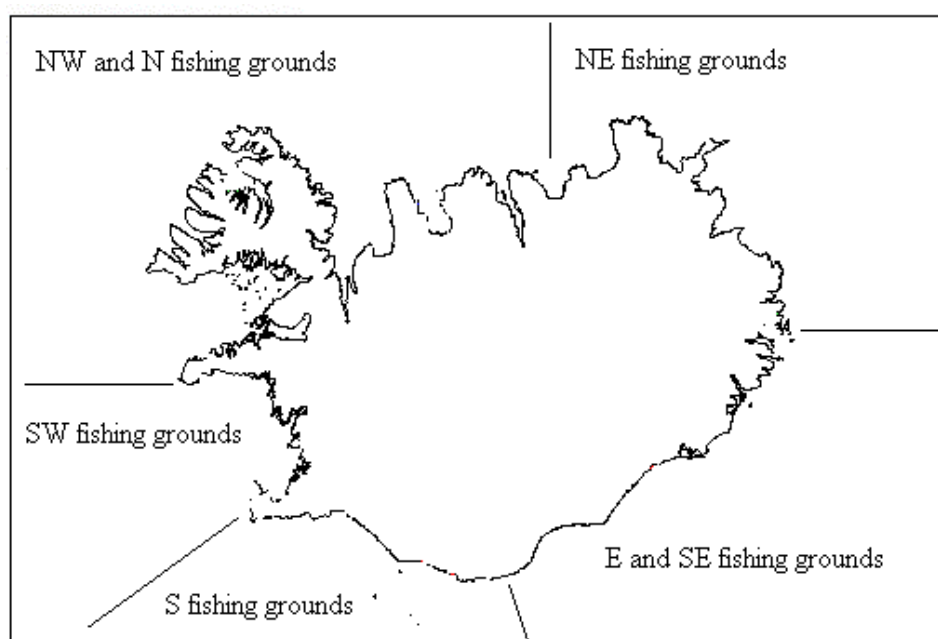 NW and N fishing grounds
NE fishing grounds
SW fishing grounds
E and SE fishing grounds
S fishing grounds